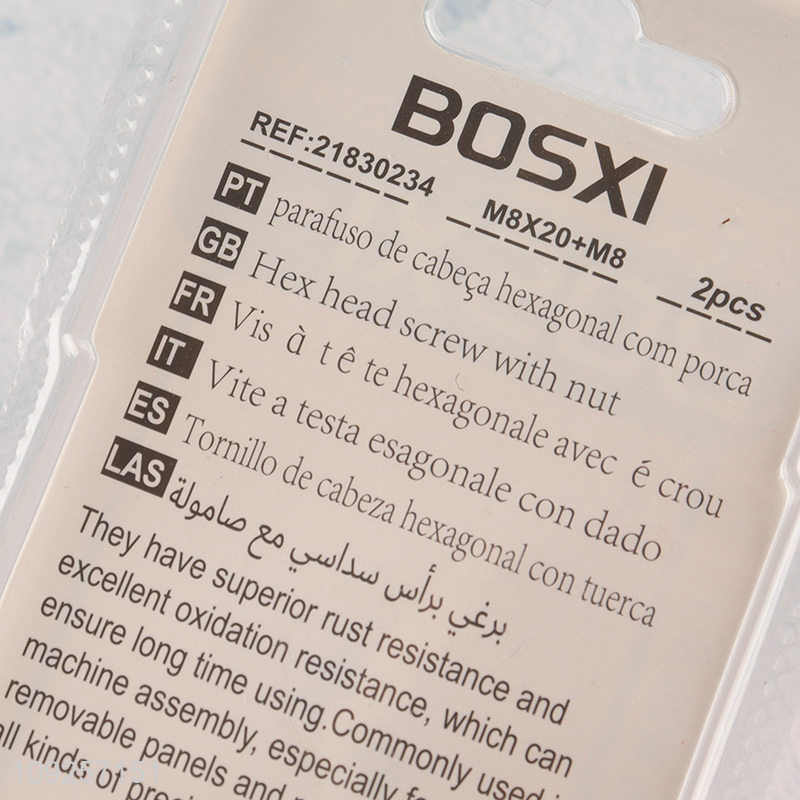 BOSXI
REF:21830234 M8X20+M8 2pcs
PT parafuso de cabeça hexagonal com porca
GB Hex head screw with nut
FR Vis à t ê te hexagonale avec é crou
IT Vite a testa esagonale con dado
ES Tornillo de cabeza hexagonal con tuerca
LAS برغي برأس سداسي مع صامولة
They have superior rust resistance and
excellent oxidation resistance, which can
ensure long time using.Commonly used
machine assembly, especially
removable panels and
all kinds of